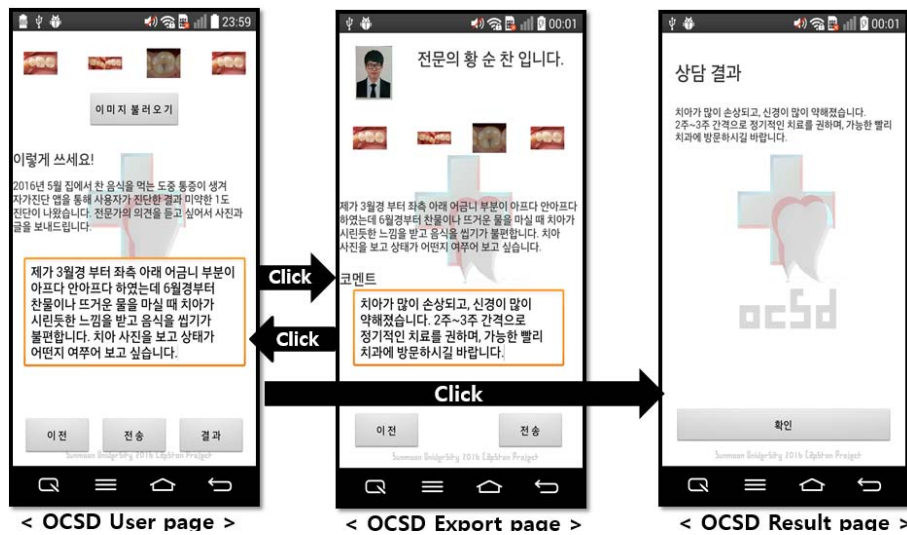 23:59
이미지 불러오기
이렇게 쓰세요!
2016년 5월 집에서 찬 음식을 먹는 도중 통증이 생겨
자가진단 앱을 통해 사용자가 진단한 결과 미약한 1도
진단이 나왔습니다. 전문가의 의견을 듣고 싶어서 사진과
글을 보내드립니다.
제가 3월경 부터 좌측 아래 어금니 부분이
아프다 안아프다 하였는데 6월경부터
찬물이나 뜨거운 물을 마실 때 치아가
시린듯한 느낌을 받고 음식을 씹기가
불편합니다. 치아 사진을 보고 상태가
어떤지 여쭈어 보고 싶습니다.
이전
전송
결과
Sunmoon University 2016 CapSton Project
< OCSD User page >
Click
Click
Click
00:01
전문의 황 순 찬 입니다.
제가 3월경 부터 좌측 아래 어금니 부분이 아프다 안아프다
하였는데 6월경부터 찬물이나 뜨거운 물을 마실 때 치아가
시린듯한 느낌을 받고 음식을 씹기가 불편합니다. 치아
사진을 보고 상태가 어떤지 여쭈어 보고 싶습니다.
코멘트
치아가 많이 손상되고, 신경이 많이
약해졌습니다. 2주~3주 간격으로
정기적인 치료를 권하며, 가능한 빨리
치과에 방문하시길 바랍니다.
이전
전송
Sunmoon University 2016 CapSton Project
< OCSD Export page >
00:01
상담 결과
치아가 많이 손상되고, 신경이 많이 약해졌습니다.
2주~3주 간격으로 정기적인 치료를 권하며, 가능한 빨리
치과에 방문하시길 바랍니다.
ocSd
확인
Sunmoon University 2016 CapSton Project
< OCSD Result page >